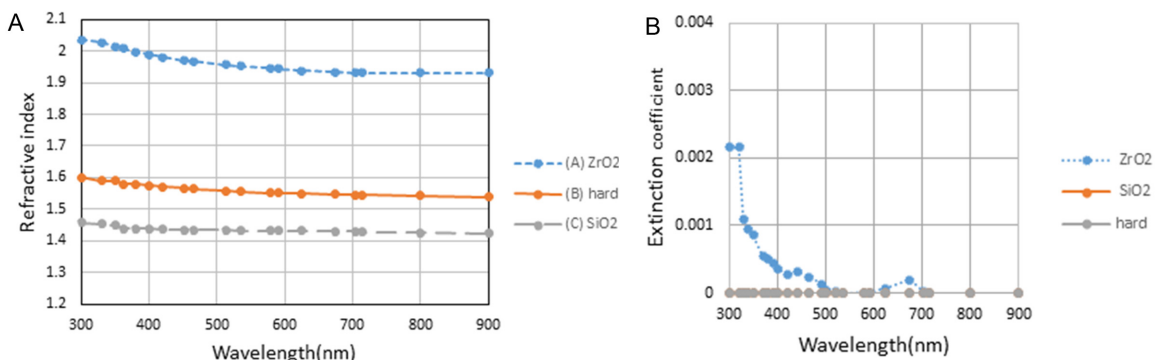 A
2.1
2
1.9
1.8
1.7
1.6
1.5
1.4
1.3
1.2
Refractive index
300 400 500 600 700 800 900
Wavelength(nm)
(A) ZrO2
(B) hard
(C) SiO2
B
0.004
0.003
0.002
0.001
0
Extinction coefficient
300 400 500 600 700 800 900
Wavelength(nm)
ZrO2
SiO2
hard